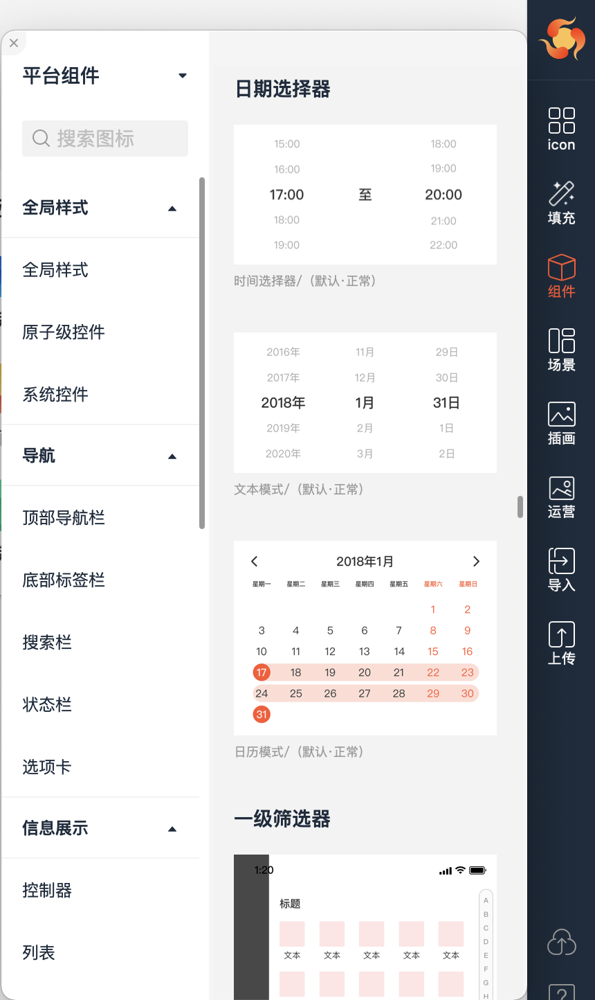 平台组件
搜索图标
全局样式
全局样式
原子级控件
系统控件
导航
顶部导航栏
底部标签栏
搜索栏
状态栏
选项卡
信息展示
控制器
列表
日期选择器
15:00 18:00
16:00 19:00
17:00 至 20:00
18:00 21:00
19:00 22:00
时间选择器/（默认·正常）
2016年 11月 29日
2017年 12月 30日
2018年 1月 31日
2019年 2月 1日
2020年 3月 2日
文本模式/（默认·正常）
2018年1月
星期一 星期二 星期三 星期四 星期五 星期六 星期日
1 2
3 4 5 6 7 8 9
10 11 12 13 14 15 16
17 18 19 20 21 22 23
24 25 26 27 28 29 30
31
日历模式/（默认·正常）
一级筛选器
1:20
标题
文本 文本 文本 文本 文本
A
B
C
D
E
F
G
H
icon
填充
组件
场景
插画
运营
导入
上传
?